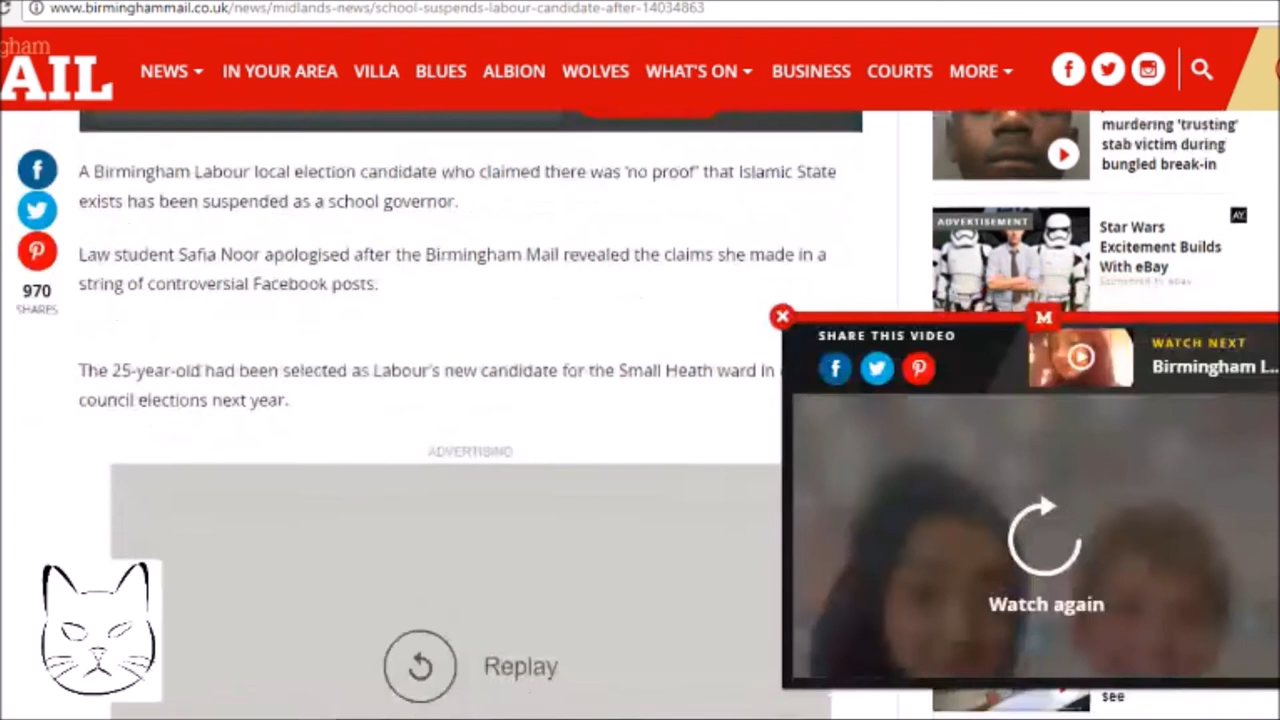 www.birminghammail.co.uk/news/midlands-news/school-suspends-labour-candidate-after-14034863
gham
AIL
NEWS IN YOUR AREA VILLA BLUES ALBION WOLVES WHAT'S ON BUSINESS COURTS MORE
murdering 'trusting'
stab victim during
bungled break-in
A Birmingham Labour local election candidate who claimed there was 'no proof' that Islamic State
exists has been suspended as a school governor.
Law student Safia Noor apologised after the Birmingham Mail revealed the claims she made in a
string of controversial Facebook posts.
970
SHARES
ADVERTISEMENT
AY
Star Wars
Excitement Builds
With eBay
Sponsored by eBay
The 25-year-old had been selected as Labour's new candidate for the Small Heath ward in
council elections next year.
M
SHARE THIS VIDEO
WATCH NEXT
Birmingham L...
ADVERTISING
Watch again
Replay
see